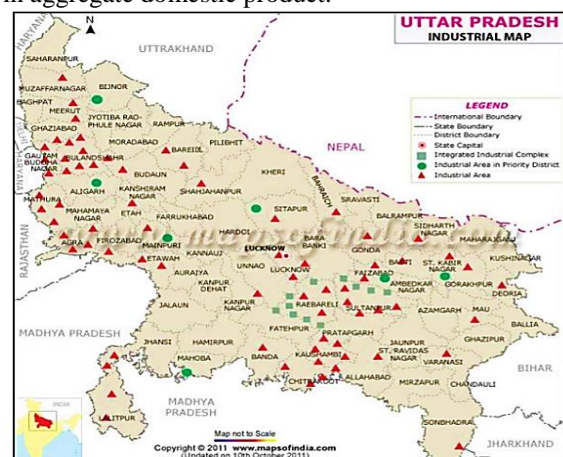 in aggregate domestic product.
UTTAR PRADESH
INDUSTRIAL MAP
N
HARYANA
UTTRAKHAND
SAHARANPUR
MUZAFFARNAGAR
BIJNOR
BAGHPAT
MEERUT
JYOTIBA RAO-
PHULE NAGAR
RAMPUR
GHAZIABAD
MORADABAD
BAREILLY
PILIBHIT
GAUTAM
BUDDHA
NAGAR
BULANDSHAHR
BUDAUN
KHERI
NEPAL
HARYANA
ALIGARH
KANSHIRAM
NAGAR
SHAHJAHANPUR
BAHRAICH
SRAVASTI
MATHURA
MAHAMAYA
NAGAR
ETAH
FARRUKHABAD
SITAPUR
BALRAMPUR
SIDHARTH
NAGAR
MAHARAJGANJ
HARDOI
AGRA
FIROZABAD
MAINPURI
BARA
BANKI
GONDA
BASTI
ST. KABIR
NAGAR
KUSHINAGAR
RAJASTHAN
ETAWAH
KANNAUJ
LUCKNOW
UNNAO
LUCKNOW
FAIZABAD
AMBEDKAR
NAGAR
GORAKHPUR
DEORIA
AURAIYA
KANPUR
DEHAT
KANPUR
NAGAR
RAEBARELI
SULTANPUR
AZAMGARH
MAU
BALLIA
JALAUN
FATEHPUR
PRATAPGARH
MADHYA PRADESH
JHANSI
HAMIRPUR
JAUNPUR
GHAZIPUR
MAHOBA
BANDA
KAUSHAMBI
ST. RAVIDAS
NAGAR
VARANASI
BIHAR
CHITRAKOOT
ALLAHABAD
MIRZAPUR
CHANDAULI
MADHYA
PRADESH
LALITPUR
SONBHADRA
JHARKHAND
LEGEND
International Boundary
State Boundary
District Boundary
State Capital
Integrated Industrial Complex
Industrial Area in Priority District
Industrial Area
INDIA
Map not to Scale
Copyright © 2011 www.mapsofindia.com
(Updated on 10th October 2011)